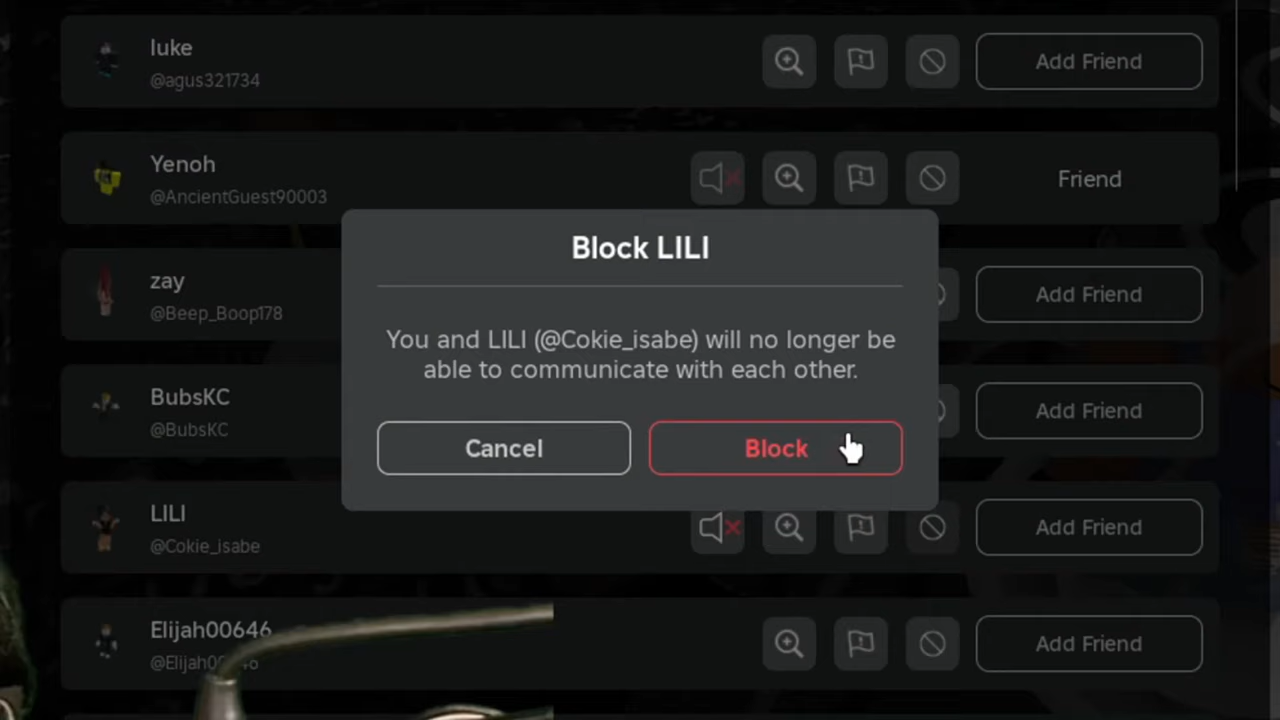 luke
@agus321734
Add Friend
Yenoh
@AncientGuest90003
Friend
Block LILI
zay
@Beep_Boop178
Add Friend
You and LILI (@Cokie_isabe) will no longer be
able to communicate with each other.
BubsKC
@BubsKC
Add Friend
Cancel
Block
LILI
@Cokie_isabe
Add Friend
Elijah00646
Add Friend